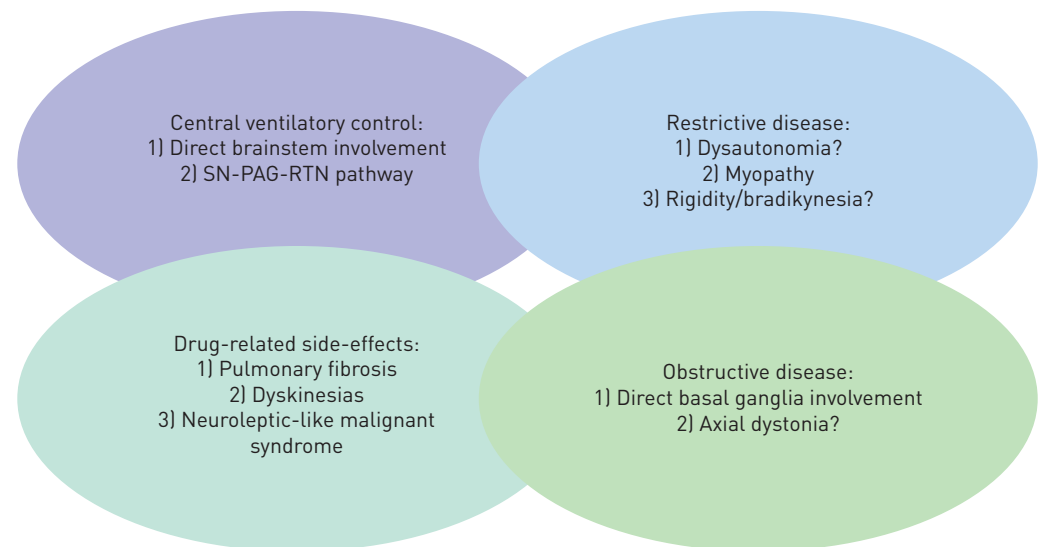 Central ventilatory control:
1) Direct brainstem involvement
2) SN-PAG-RTN pathway
Restrictive disease:
1) Dysautonomia?
2) Myopathy
3) Rigidity/bradikynesia?
Drug-related side-effects:
1) Pulmonary fibrosis
2) Dyskinesias
3) Neuroleptic-like malignant
syndrome
Obstructive disease:
1) Direct basal ganglia involvement
2) Axial dystonia?